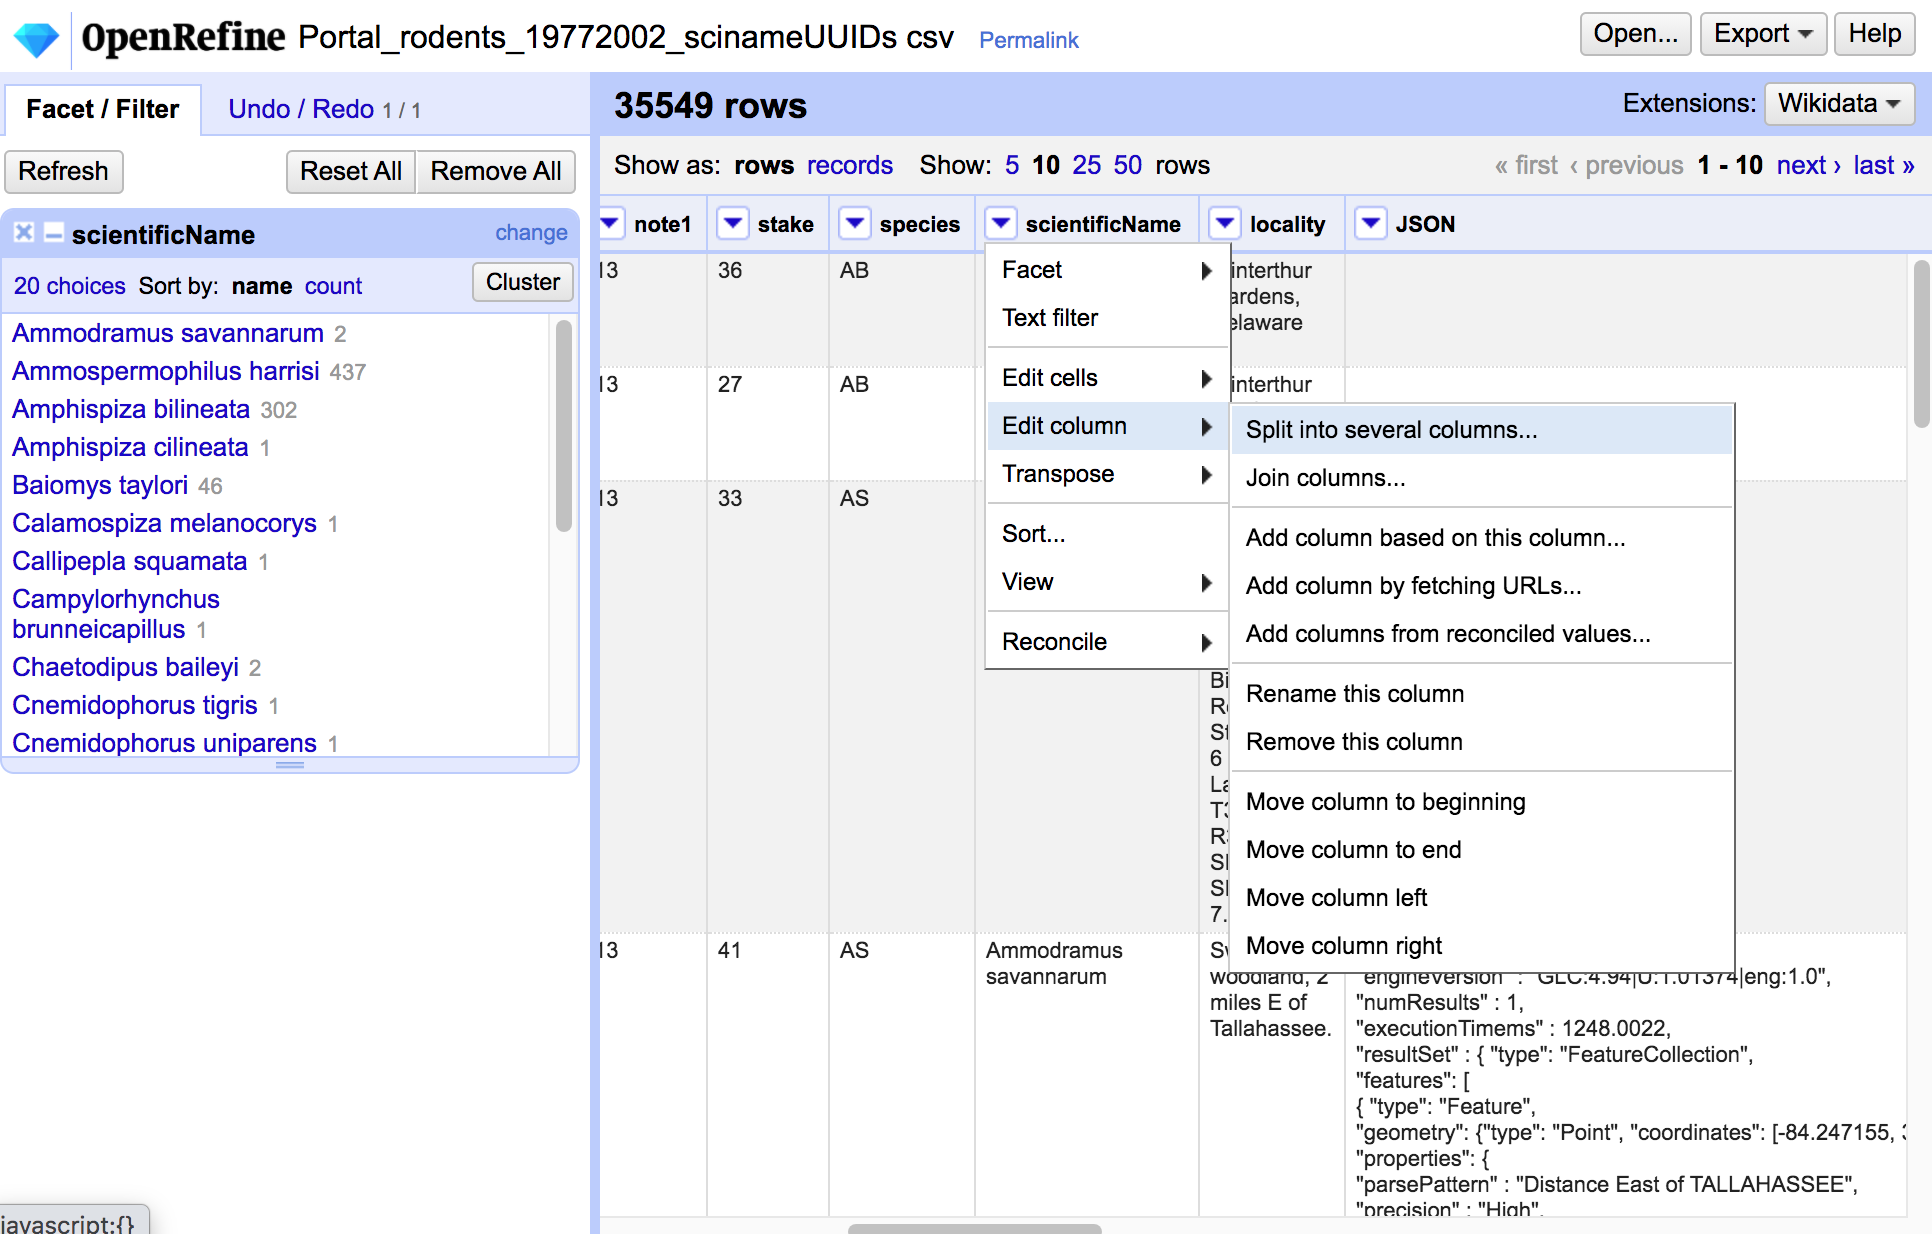 OpenRefine Portal_rodents_19772002_scinameUUIDs csv Permalink
Open... Export Help
Facet / Filter Undo / Redo 1 / 1
35549 rows
Extensions: Wikidata
Refresh Reset All Remove All
Show as: rows records Show: 5 10 25 50 rows
« first ‹ previous 1 - 10 next › last »
scientificName change
20 choices Sort by: name count Cluster
Ammodramus savannarum 2
Ammospermophilus harrisi 437
Amphispiza bilineata 302
Amphispiza cilineata 1
Baiomys taylori 46
Calamospiza melanocorys 1
Callipepla squamata 1
Campylorhynchus
brunneicapillus 1
Chaetodipus baileyi 2
Cnemidophorus tigris 1
Cnemidophorus uniparens 1
note1 stake species scientificName locality JSON
13 36 AB
interthur
ardens,
elaware
13 27 AB
interthur
13 33 AS
Facet
Text filter
Edit cells
Edit column
Transpose
Sort...
View
Reconcile
Split into several columns...
Join columns...
Add column based on this column...
Add column by fetching URLs...
Add columns from reconciled values...
Rename this column
Remove this column
Move column to beginning
Move column to end
Move column left
Move column right
Bi
St
6
7.
13 41 AS Ammodramus
savannarum
woodland, 2
miles E of
Tallahassee.
engineVersion" : "GLC:4.94|U:1.01374|eng:1.0",
"numResults" : 1,
"executionTimems" : 1248.0022,
"resultSet" : { "type": "FeatureCollection",
"features": [
{ "type": "Feature",
"geometry": {"type": "Point", "coordinates": [-84.247155,
"properties": {
"parsePattern" : "Distance East of TALLAHASSEE",
"precision" : "High",
javascript:{}